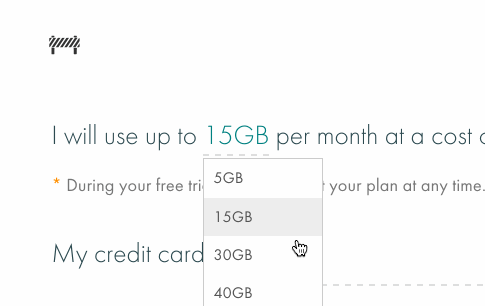 I will use up to 15GB per month at a cost
* During your free your plan at any time.
5GB
15GB
My credit card
30GB
40GB